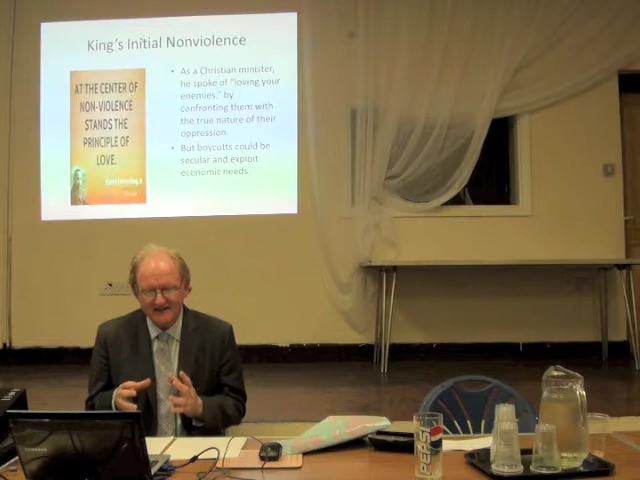 King's Initial Nonviolence
AT THE CENTER OF
NON-VIOLENCE
STANDS THE
PRINCIPLE OF
LOVE.
• As a Christian minister,
he spoke of "loving your
enemies," by
confronting them with
the true nature of their
oppression.
• But boycotts could be
secular and exploit
economic needs
PEPSI
SAMSUNG